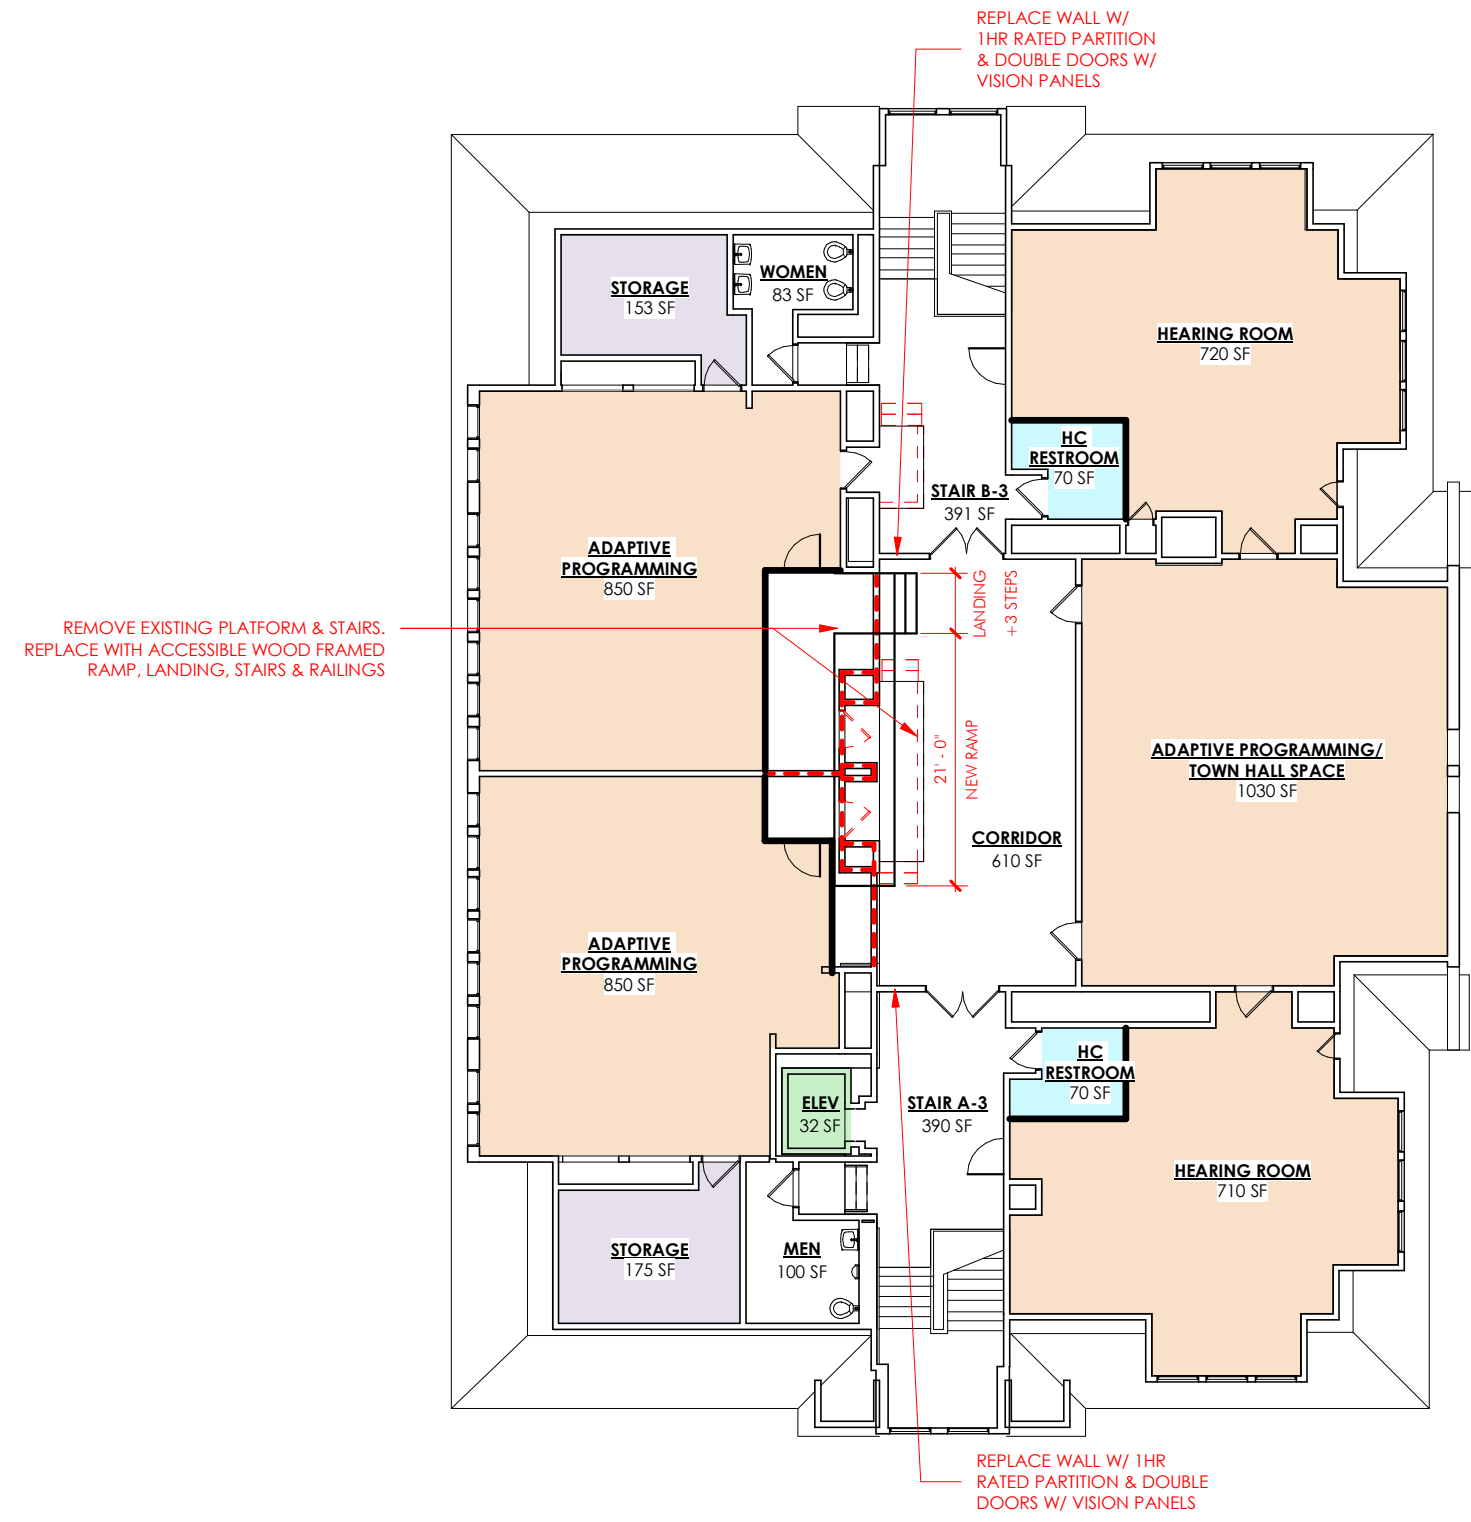 REPLACE WALL W/
1HR RATED PARTITION
& DOUBLE DOORS W/
VISION PANELS
STORAGE
153 SF
WOMEN
83 SF
HEARING ROOM
720 SF
HC
RESTROOM
70 SF
STAIR B-3
391 SF
ADAPTIVE
PROGRAMMING
850 SF
LANDING
+3 STEPS
REMOVE EXISTING PLATFORM & STAIRS.
REPLACE WITH ACCESSIBLE WOOD FRAMED
RAMP, LANDING, STAIRS & RAILINGS
21' - 0"
NEW RAMP
ADAPTIVE PROGRAMMING/
TOWN HALL SPACE
1030 SF
CORRIDOR
610 SF
ADAPTIVE
PROGRAMMING
850 SF
HC
RESTROOM
70 SF
ELEV
32 SF
STAIR A-3
390 SF
HEARING ROOM
710 SF
STORAGE
175 SF
MEN
100 SF
REPLACE WALL W/ 1HR
RATED PARTITION & DOUBLE
DOORS W/ VISION PANELS